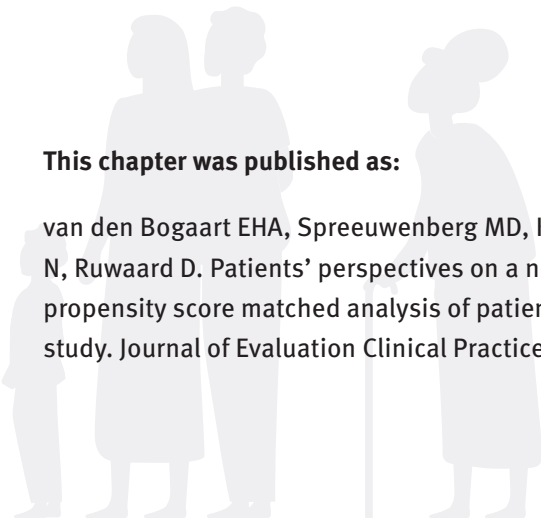 This chapter was published as:
van den Bogaart EHA, Spreeuwenberg MD,
N, Ruwaard D. Patients’ perspectives on a
propensity score matched analysis of
study. Journal of Evaluation Clinical Practice